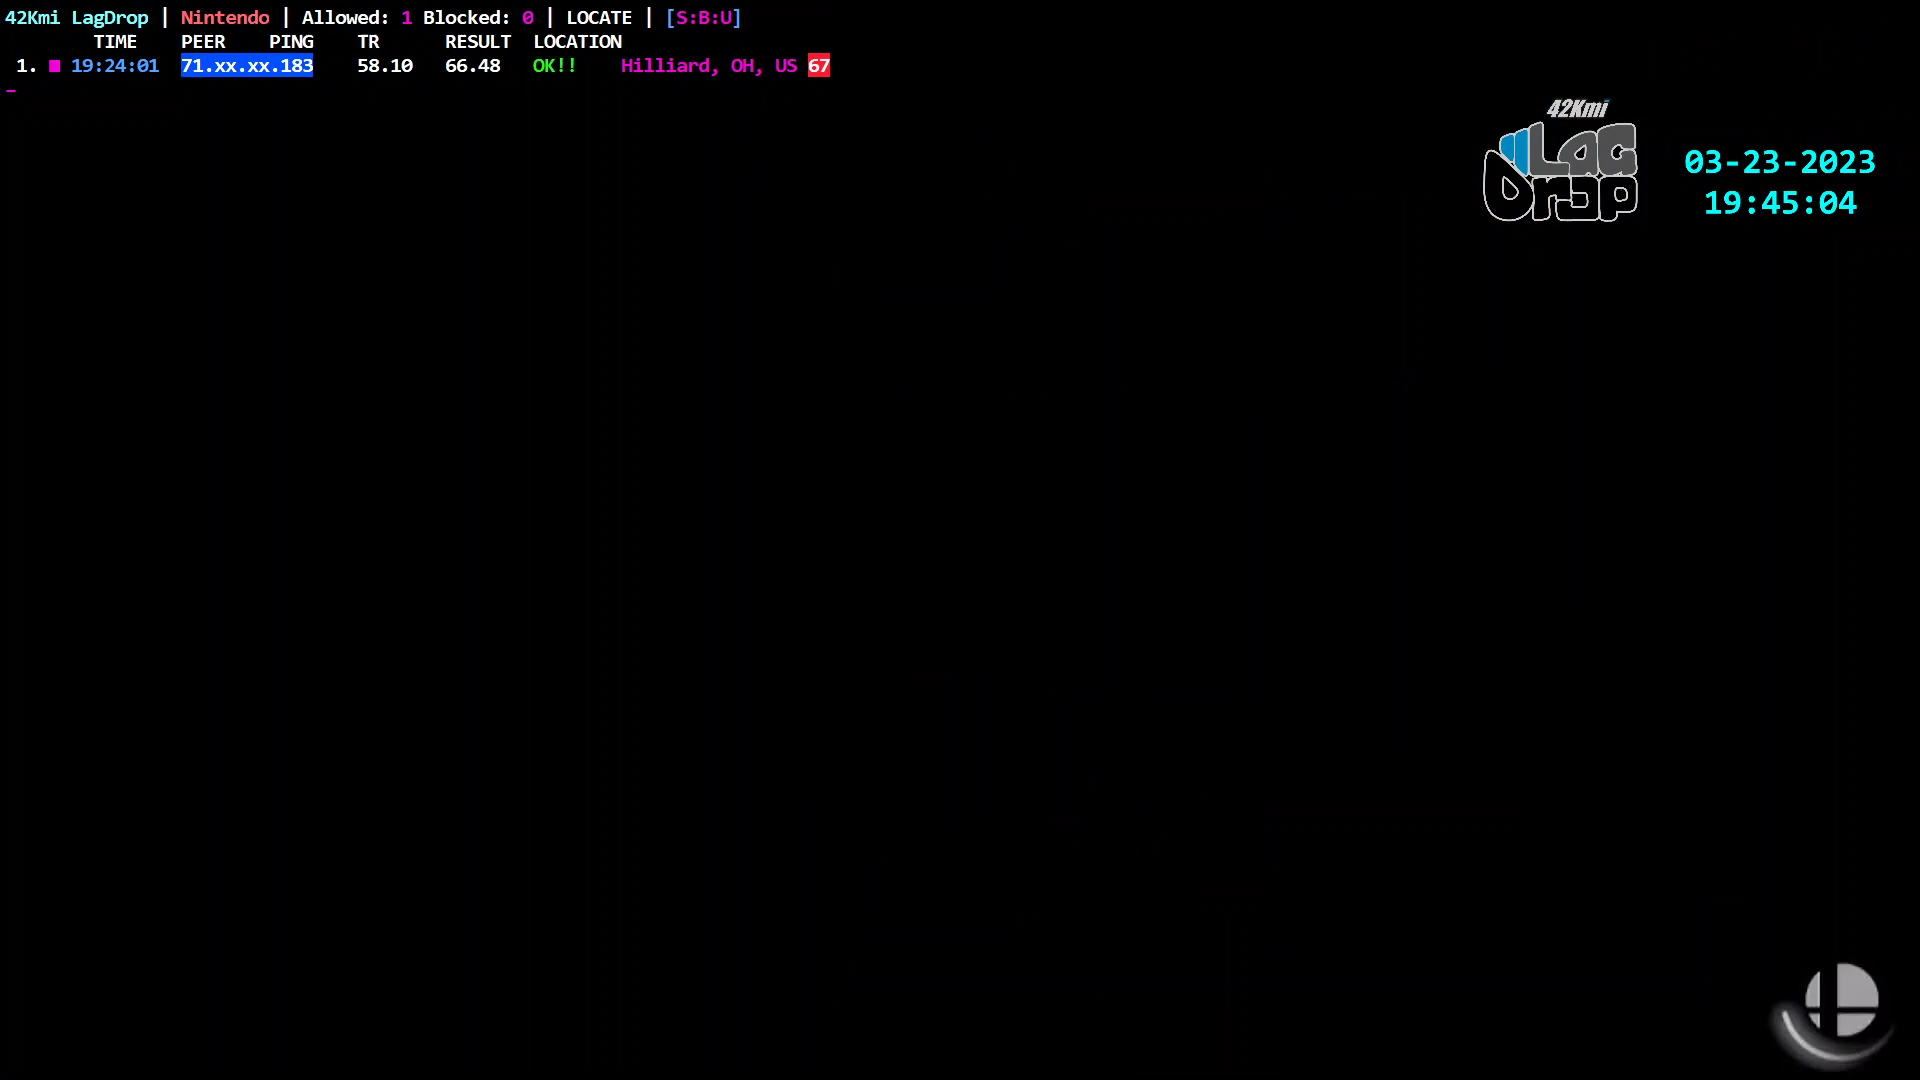 42Kmi LagDrop | Nintendo | Allowed: 1 Blocked: 0 | LOCATE | [S:B:U]
TIME PEER PING TR RESULT LOCATION
1. 19:24:01 71.xx.xx.183 58.10 66.48 OK!! Hilliard, OH, US 67
42Kmi
LAG
Drop
03-23-2023
19:45:04